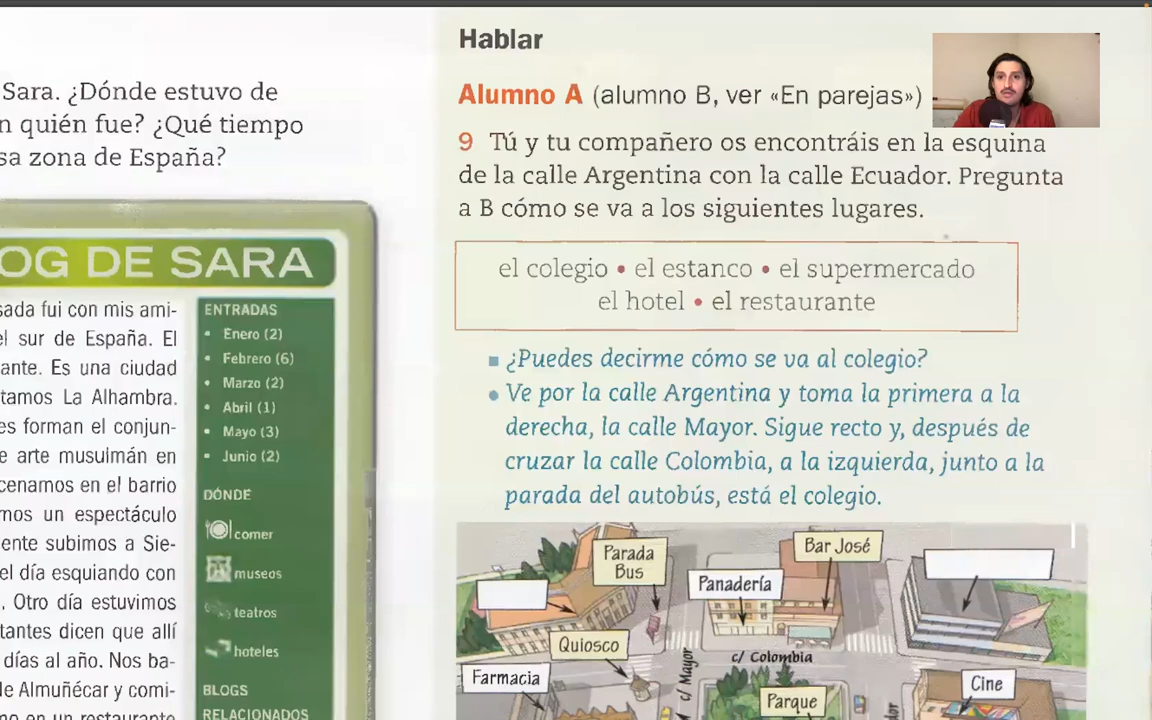 Sara. ¿Dónde estuvo de
n quién fue? ¿Qué tiempo
sa zona de España?
OG DE SARA
sada fui con mis ami-
el sur de España. El
ante. Es una ciudad
tamos La Alhambra.
es forman el conjun-
e arte musulmán en
cenamos en el barrio
mos un espectáculo
ente subimos a Sie-
el día esquiando con
. Otro día estuvimos
tantes dicen que allí
días al año. Nos ba-
de Almuñécar y comi-
mo en un restaurante
ENTRADAS
• Enero (2)
• Febrero (6)
• Marzo (2)
• Abril (1)
• Mayo (3)
• Junio (2)
DÓNDE
comer
museos
teatros
hoteles
BLOGS
RELACIONADOS
Hablar
Alumno A (alumno B, ver «En parejas»)
9 Tú y tu compañero os encontráis en la esquina
de la calle Argentina con la calle Ecuador. Pregunta
a B cómo se va a los siguientes lugares.
el colegio • el estanco • el supermercado
el hotel • el restaurante
■ ¿Puedes decirme cómo se va al colegio?
● Ve por la calle Argentina y toma la primera a la
derecha, la calle Mayor. Sigue recto y, después de
cruzar la calle Colombia, a la izquierda, junto a la
parada del autobús, está el colegio.
Parada
Bus
Bar José
Panadería
Quiosco
c/ Colombia
Farmacia
c/ Mayor
Cine
Parque